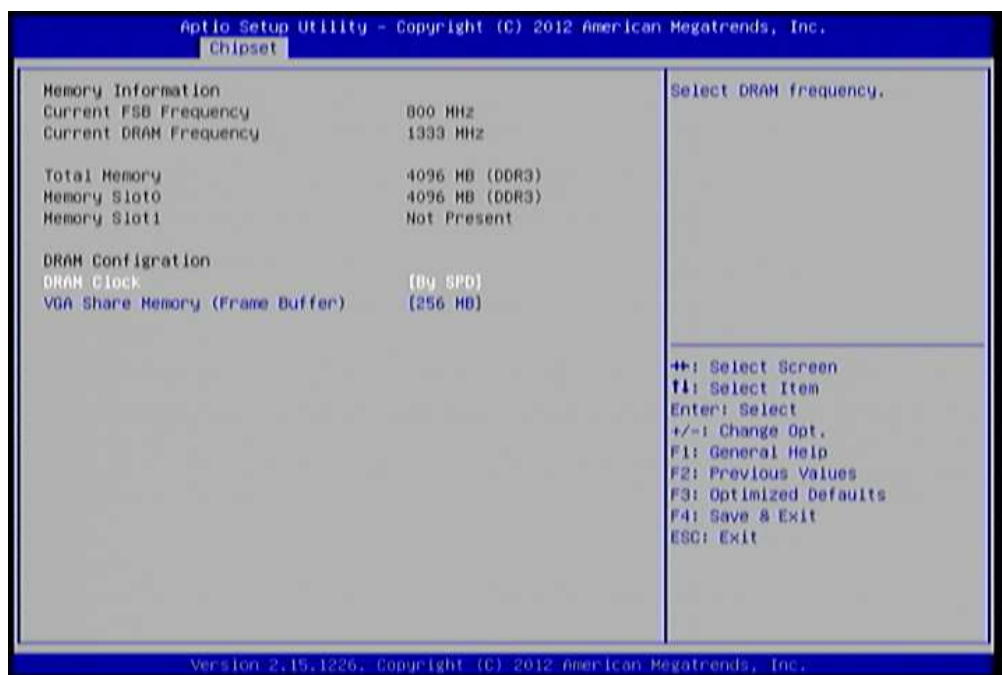 Aptio Setup Utility - Copyright (C) 2012 American Megatrends, Inc.
Chipset
Memory Information
Current FSB Frequency 800 MHz
Current DRAM Frequency 1333 MHz
Total Memory 4096 MB (DDR3)
Memory Slot0 4096 MB (DDR3)
Memory Slot1 Not Present
DRAM Configration
DRAM Clock [By SPD]
VGA Share Memory (Frame Buffer) [256 MB]
Select DRAM frequency.
→←: Select Screen
↑↓: Select Item
Enter: Select
+/-: Change Opt.
F1: General Help
F2: Previous Values
F3: Optimized Defaults
F4: Save & Exit
ESC: Exit
Version 2.15.1226. Copyright (C) 2012 American Megatrends, Inc.